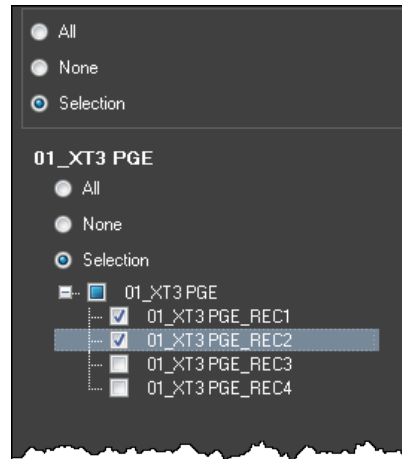 All
None
Selection
01_XT3 PGE
All
None
Selection
01_XT3 PGE
01_XT3 PGE_REC1
01_XT3 PGE_REC2
01_XT3 PGE_REC3
01_XT3 PGE_REC4